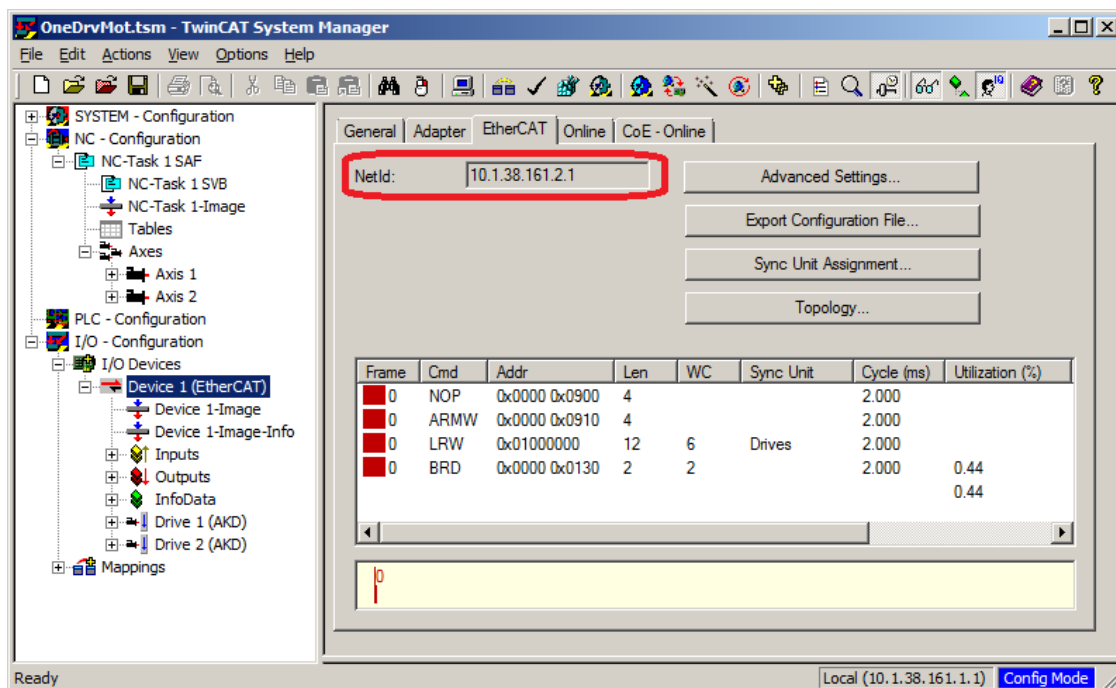 OneDrvMot.tsm - TwinCAT System Manager
File Edit Actions View Options Help
SYSTEM - Configuration
NC - Configuration
NC-Task 1 SAF
NC-Task 1 SVB
NC-Task 1-Image
Tables
Axes
Axis 1
Axis 2
PLC - Configuration
I/O - Configuration
I/O Devices
Device 1 (EtherCAT)
Device 1-Image
Device 1-Image-Info
Inputs
Outputs
InfoData
Drive 1 (AKD)
Drive 2 (AKD)
Mappings
General Adapter EtherCAT Online CoE - Online
NetId: 10.1.38.161.2.1
Advanced Settings...
Export Configuration File...
Sync Unit Assignment...
Topology...
Frame Cmd Addr Len WC Sync Unit Cycle (ms) Utilization (%)
0 NOP 0x0000 0x0900 4 2.000
0 ARMW 0x0000 0x0910 4 2.000
0 LRW 0x01000000 12 6 Drives 2.000
0 BRD 0x0000 0x0130 2 2 2.000 0.44
0.44
0
Ready Local (10.1.38.161.1.1) Config Mode